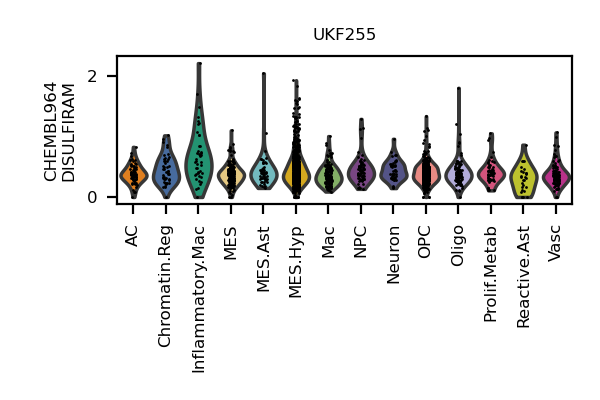 UKF255
CHEMBL964
DISULFIRAM
2
0
AC
Chromatin.Reg
Inflammatory.Mac
MES
MES.Ast
MES.Hyp
Mac
NPC
Neuron
OPC
Oligo
Prolif.Metab
Reactive.Ast
Vasc